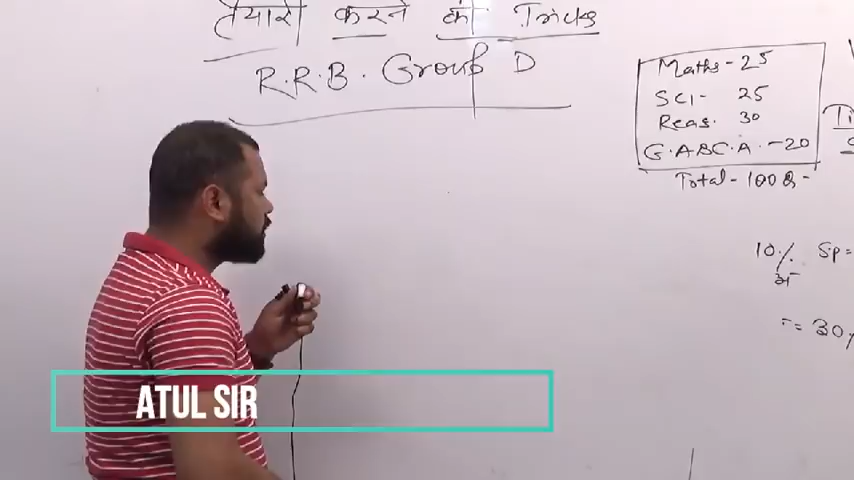 तैयारी करने की Tricks
R.R.B. Group D
Maths - 25
SCI - 25
Reas. 30
G.A&C.A. - 20
Total - 100 Q -
10%
SP=
= 30
ATUL SIR